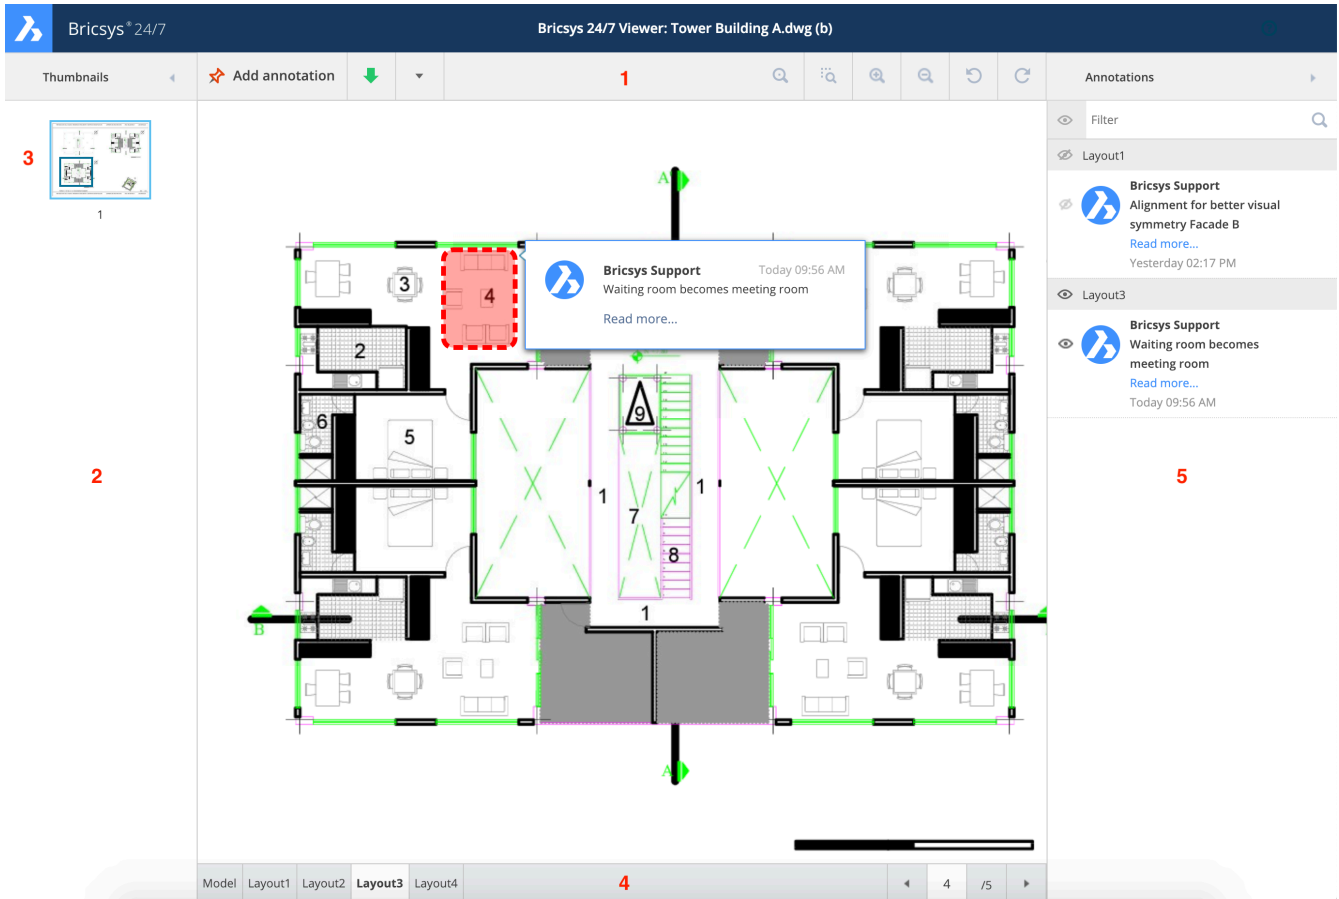 Bricsys® 24/7
Bricsys 24/7 Viewer: Tower Building A.dwg (b)
Thumbnails
Add annotation
1
Annotations
Filter
3
1
Layout1
Bricsys Support
Alignment for better visual
symmetry Facade B
Read more...
Yesterday 02:17 PM
Layout3
Bricsys Support
Waiting room becomes
meeting room
Read more...
Today 09:56 AM
A
3
4
Bricsys Support
Today 09:56 AM
Waiting room becomes meeting room
Read more...
2
9
6
5
1
1
7
8
1
B
A
2
5
Model
Layout1
Layout2
Layout3
Layout4
4
4
/5